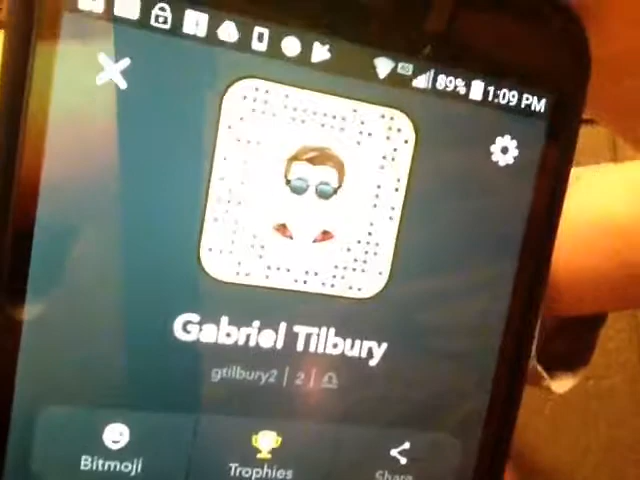 89% 1:09 PM
Gabriel Tilbury
gtilbury2 | 2 | ♎
Bitmoji Trophies Share